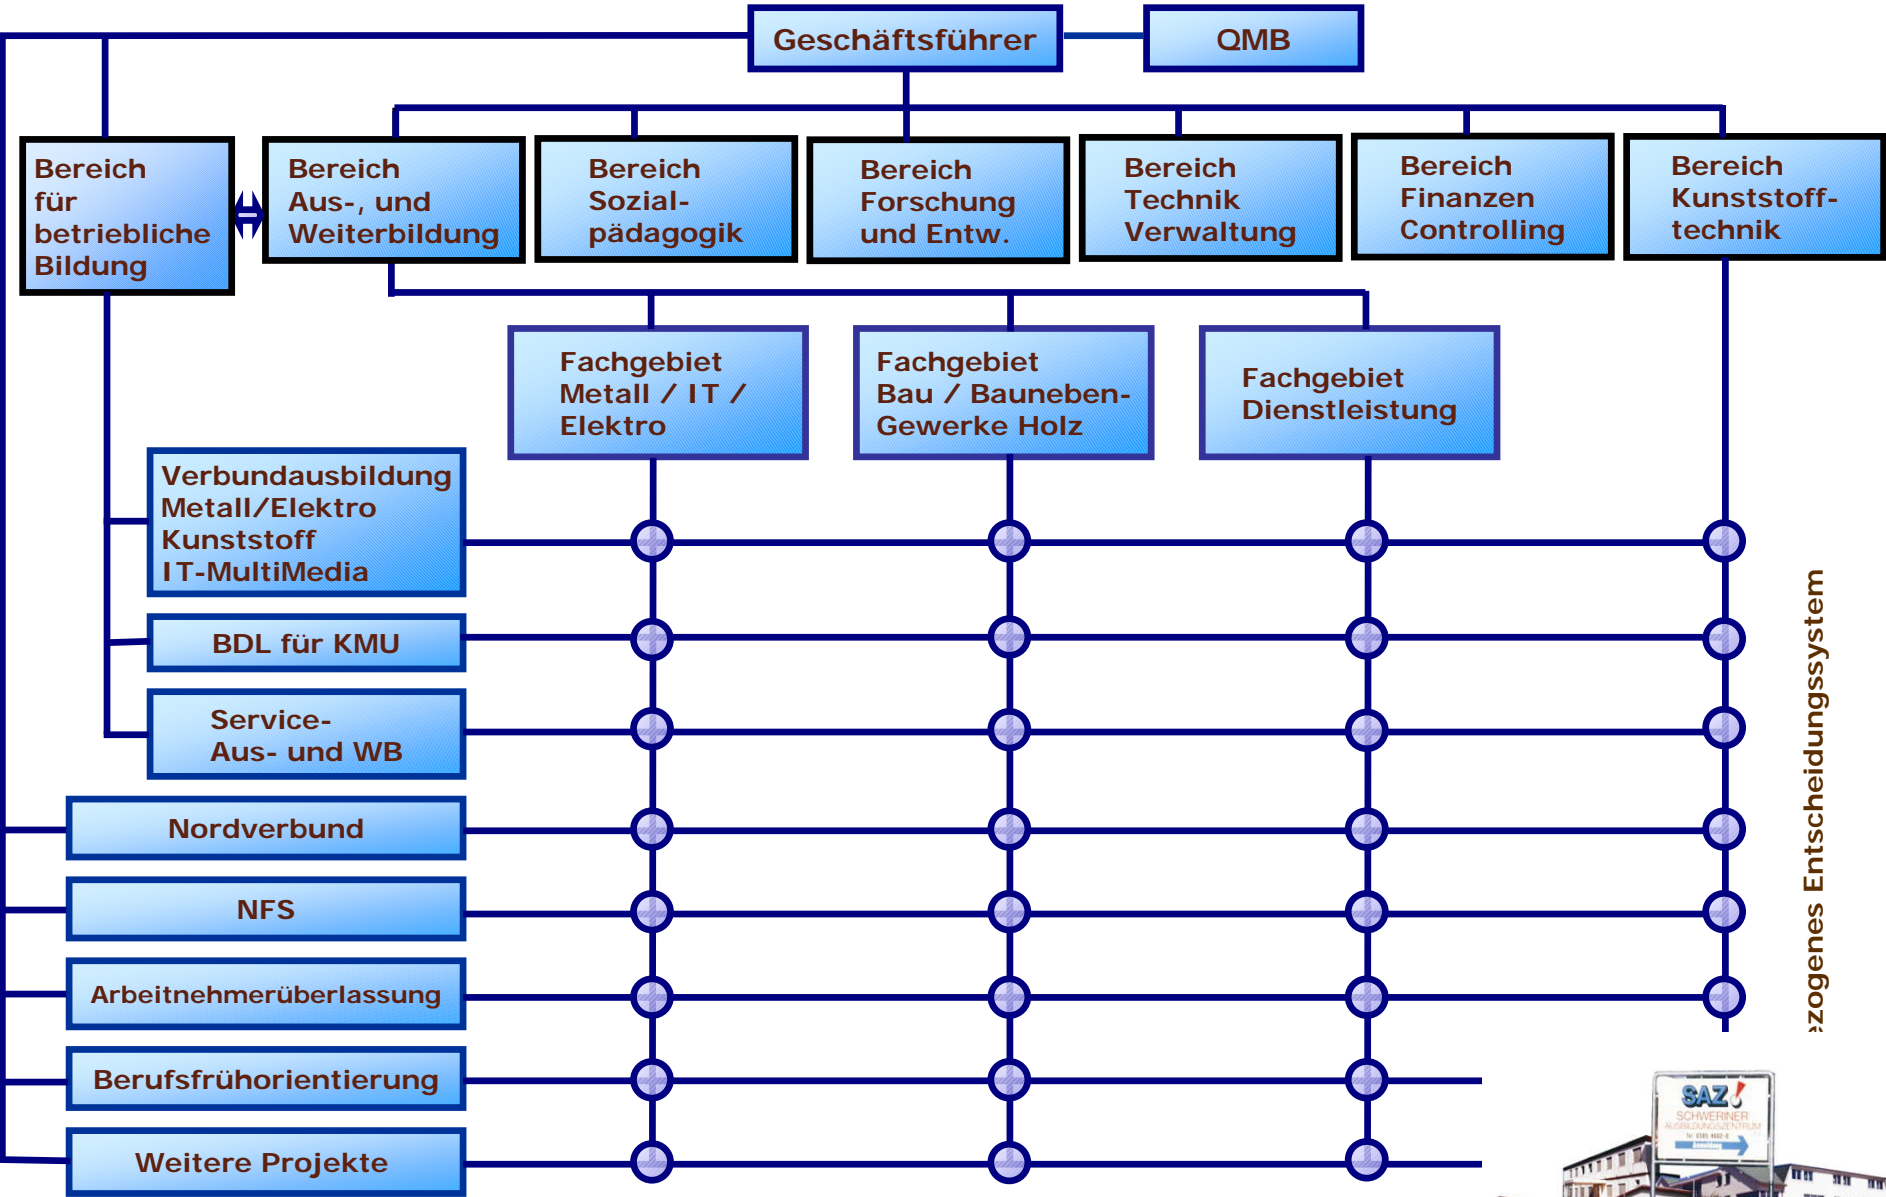 Geschäftsführer
QMB
Bereich
für
betriebliche
Bildung
Bereich
Aus-, und
Weiterbildung
Bereich
Sozial-
pädagogik
Bereich
Forschung
und Entw.
Bereich
Technik
Verwaltung
Bereich
Finanzen
Controlling
Bereich
Kunststoff-
technik
Fachgebiet
Metall / IT /
Elektro
Fachgebiet
Bau / Bauneben-
Gewerke Holz
Fachgebiet
Dienstleistung
Verbundausbildung
Metall/Elektro
Kunststoff
IT-MultiMedia
BDL für KMU
Service-
Aus- und WB
Nordverbund
NFS
Arbeitnehmerüberlassung
Berufsfrühorientierung
Weitere Projekte
ezogenes Entscheidungssystem
SAZ
SCHWERINER
AUSBILDUNGSZENTRUM